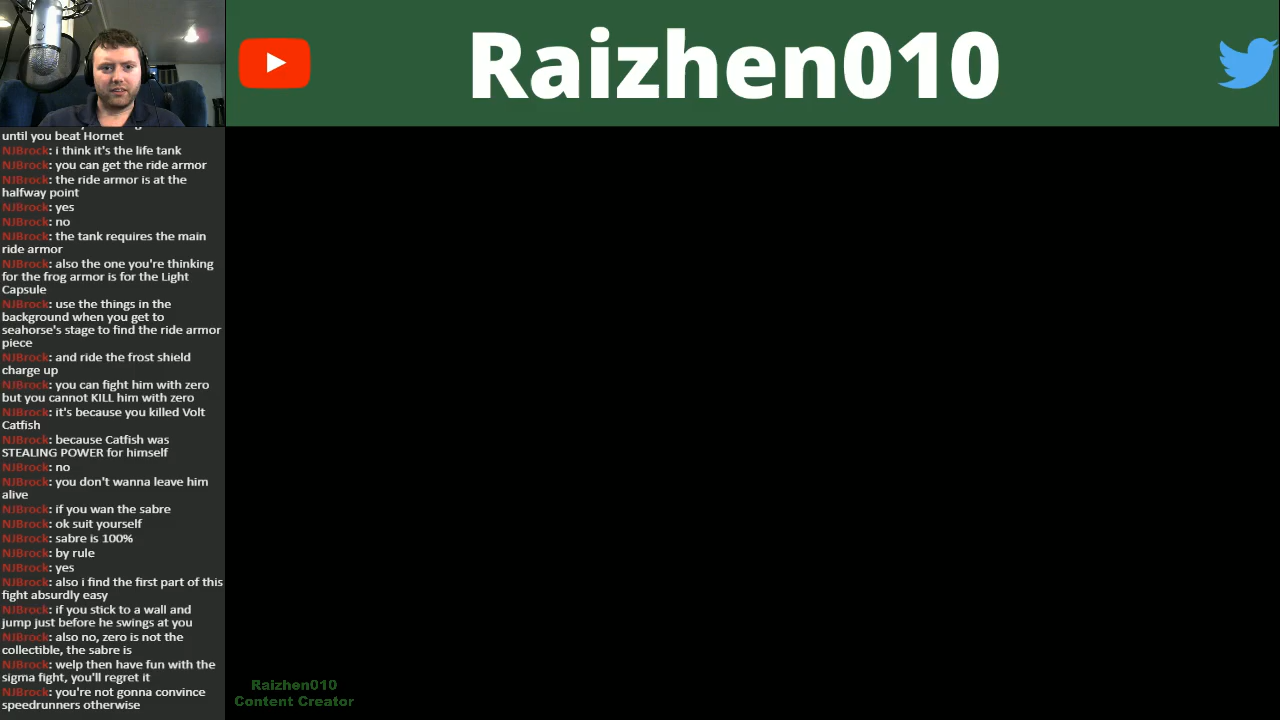 Raizhen010
until you beat Hornet
NJBrock: i think it's the life tank
NJBrock: you can get the ride armor
NJBrock: the ride armor is at the
halfway point
NJBrock: yes
NJBrock: no
NJBrock: the tank requires the main
ride armor
NJBrock: also the one you're thinking
for the frog armor is for the Light
Capsule
NJBrock: use the things in the
background when you get to
seahorse's stage to find the ride armor
piece
NJBrock: and ride the frost shield
charge up
NJBrock: you can fight him with zero
but you cannot KILL him with zero
NJBrock: it's because you killed Volt
Catfish
NJBrock: because Catfish was
STEALING POWER for himself
NJBrock: no
NJBrock: you don't wanna leave him
alive
NJBrock: if you wan the sabre
NJBrock: ok suit yourself
NJBrock: sabre is 100%
NJBrock: by rule
NJBrock: yes
NJBrock: also i find the first part of this
fight absurdly easy
NJBrock: if you stick to a wall and
jump just before he swings at you
NJBrock: also no, zero is not the
collectible, the sabre is
NJBrock: welp then have fun with the
sigma fight, you'll regret it
NJBrock: you're not gonna convince
speedrunners otherwise
Raizhen010
Content Creator